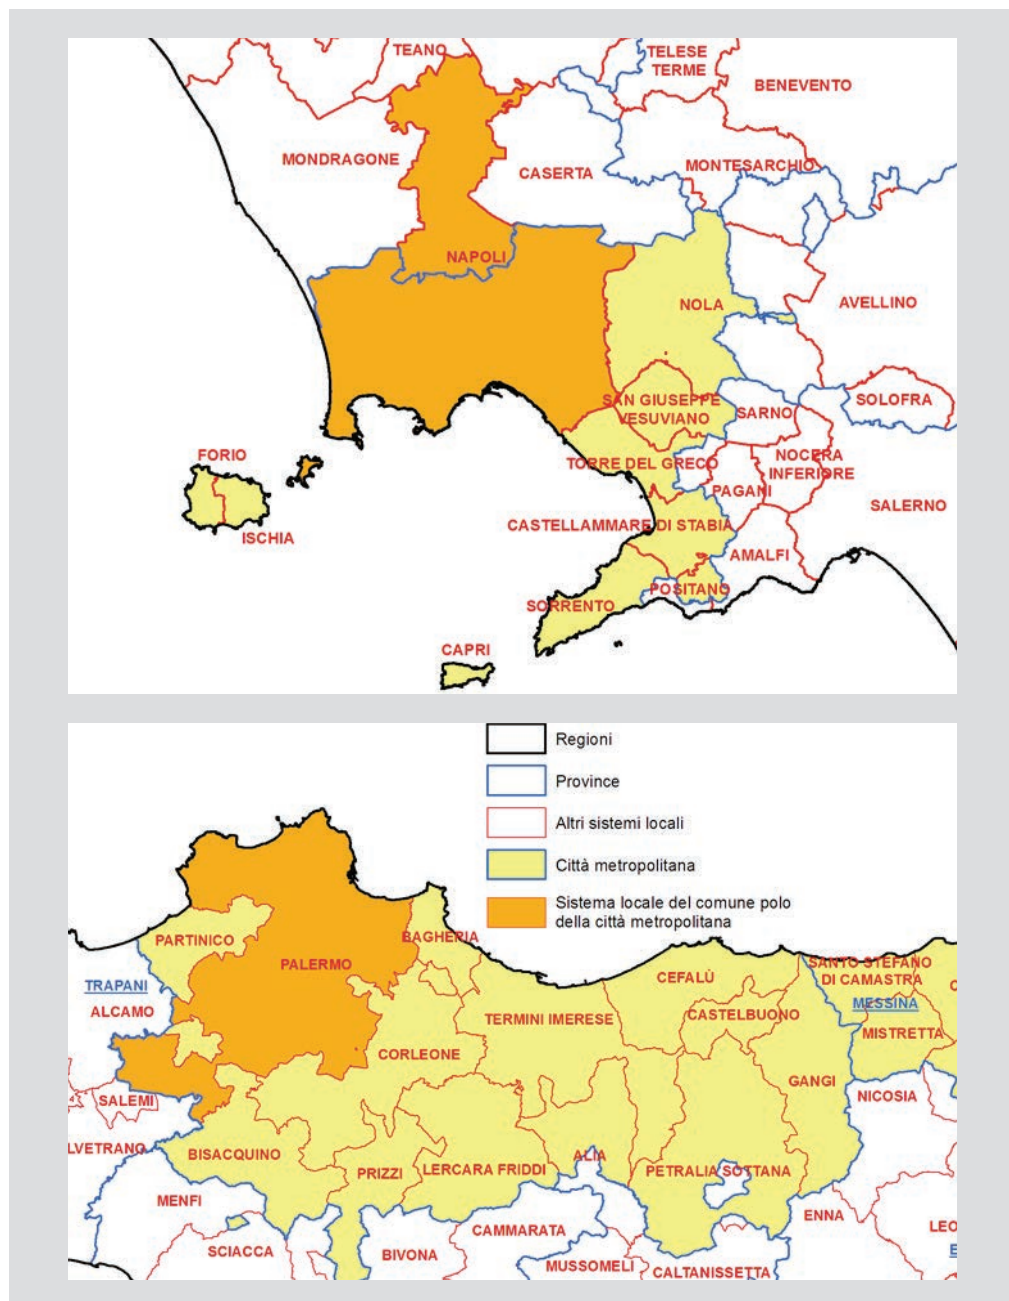 TEANO
TELESE
TERME
BENEVENTO
MONDRAGONE
CASERTA
MONTESARCHIO
NAPOLI
NOLA
AVELLINO
SAN GIUSEPPE
VESUVIANO
SARNO
SOLOFRA
FORIO
TORRE DEL GRECO
NOCERA
INFERIORE
PAGANI
SALERNO
ISCHIA
CASTELLAMMARE DI STABIA
AMALFI
POSITANO
SORRENTO
CAPRI
Regioni
Province
Altri sistemi locali
Città metropolitana
Sistema locale del comune polo
della città metropolitana
PARTINICO
BAGHERIA
PALERMO
TRAPANI
ALCAMO
CEFALÙ
SANTO STEFANO
DI CAMASTRA
MESSINA
TERMINI IMERESE
CASTELBUONO
MISTRETTA
CORLEONE
GANGI
NICOSIA
SALEMI
LVETRANO
BISACQUINO
PRIZZI
LERCARA FRIDDI
ALIA
PETRALIA SOTTANA
MENFI
ENNA
CAMMARATA
LEO
SCIACCA
BIVONA
MUSSOMELI
CALTANISSETTA
E